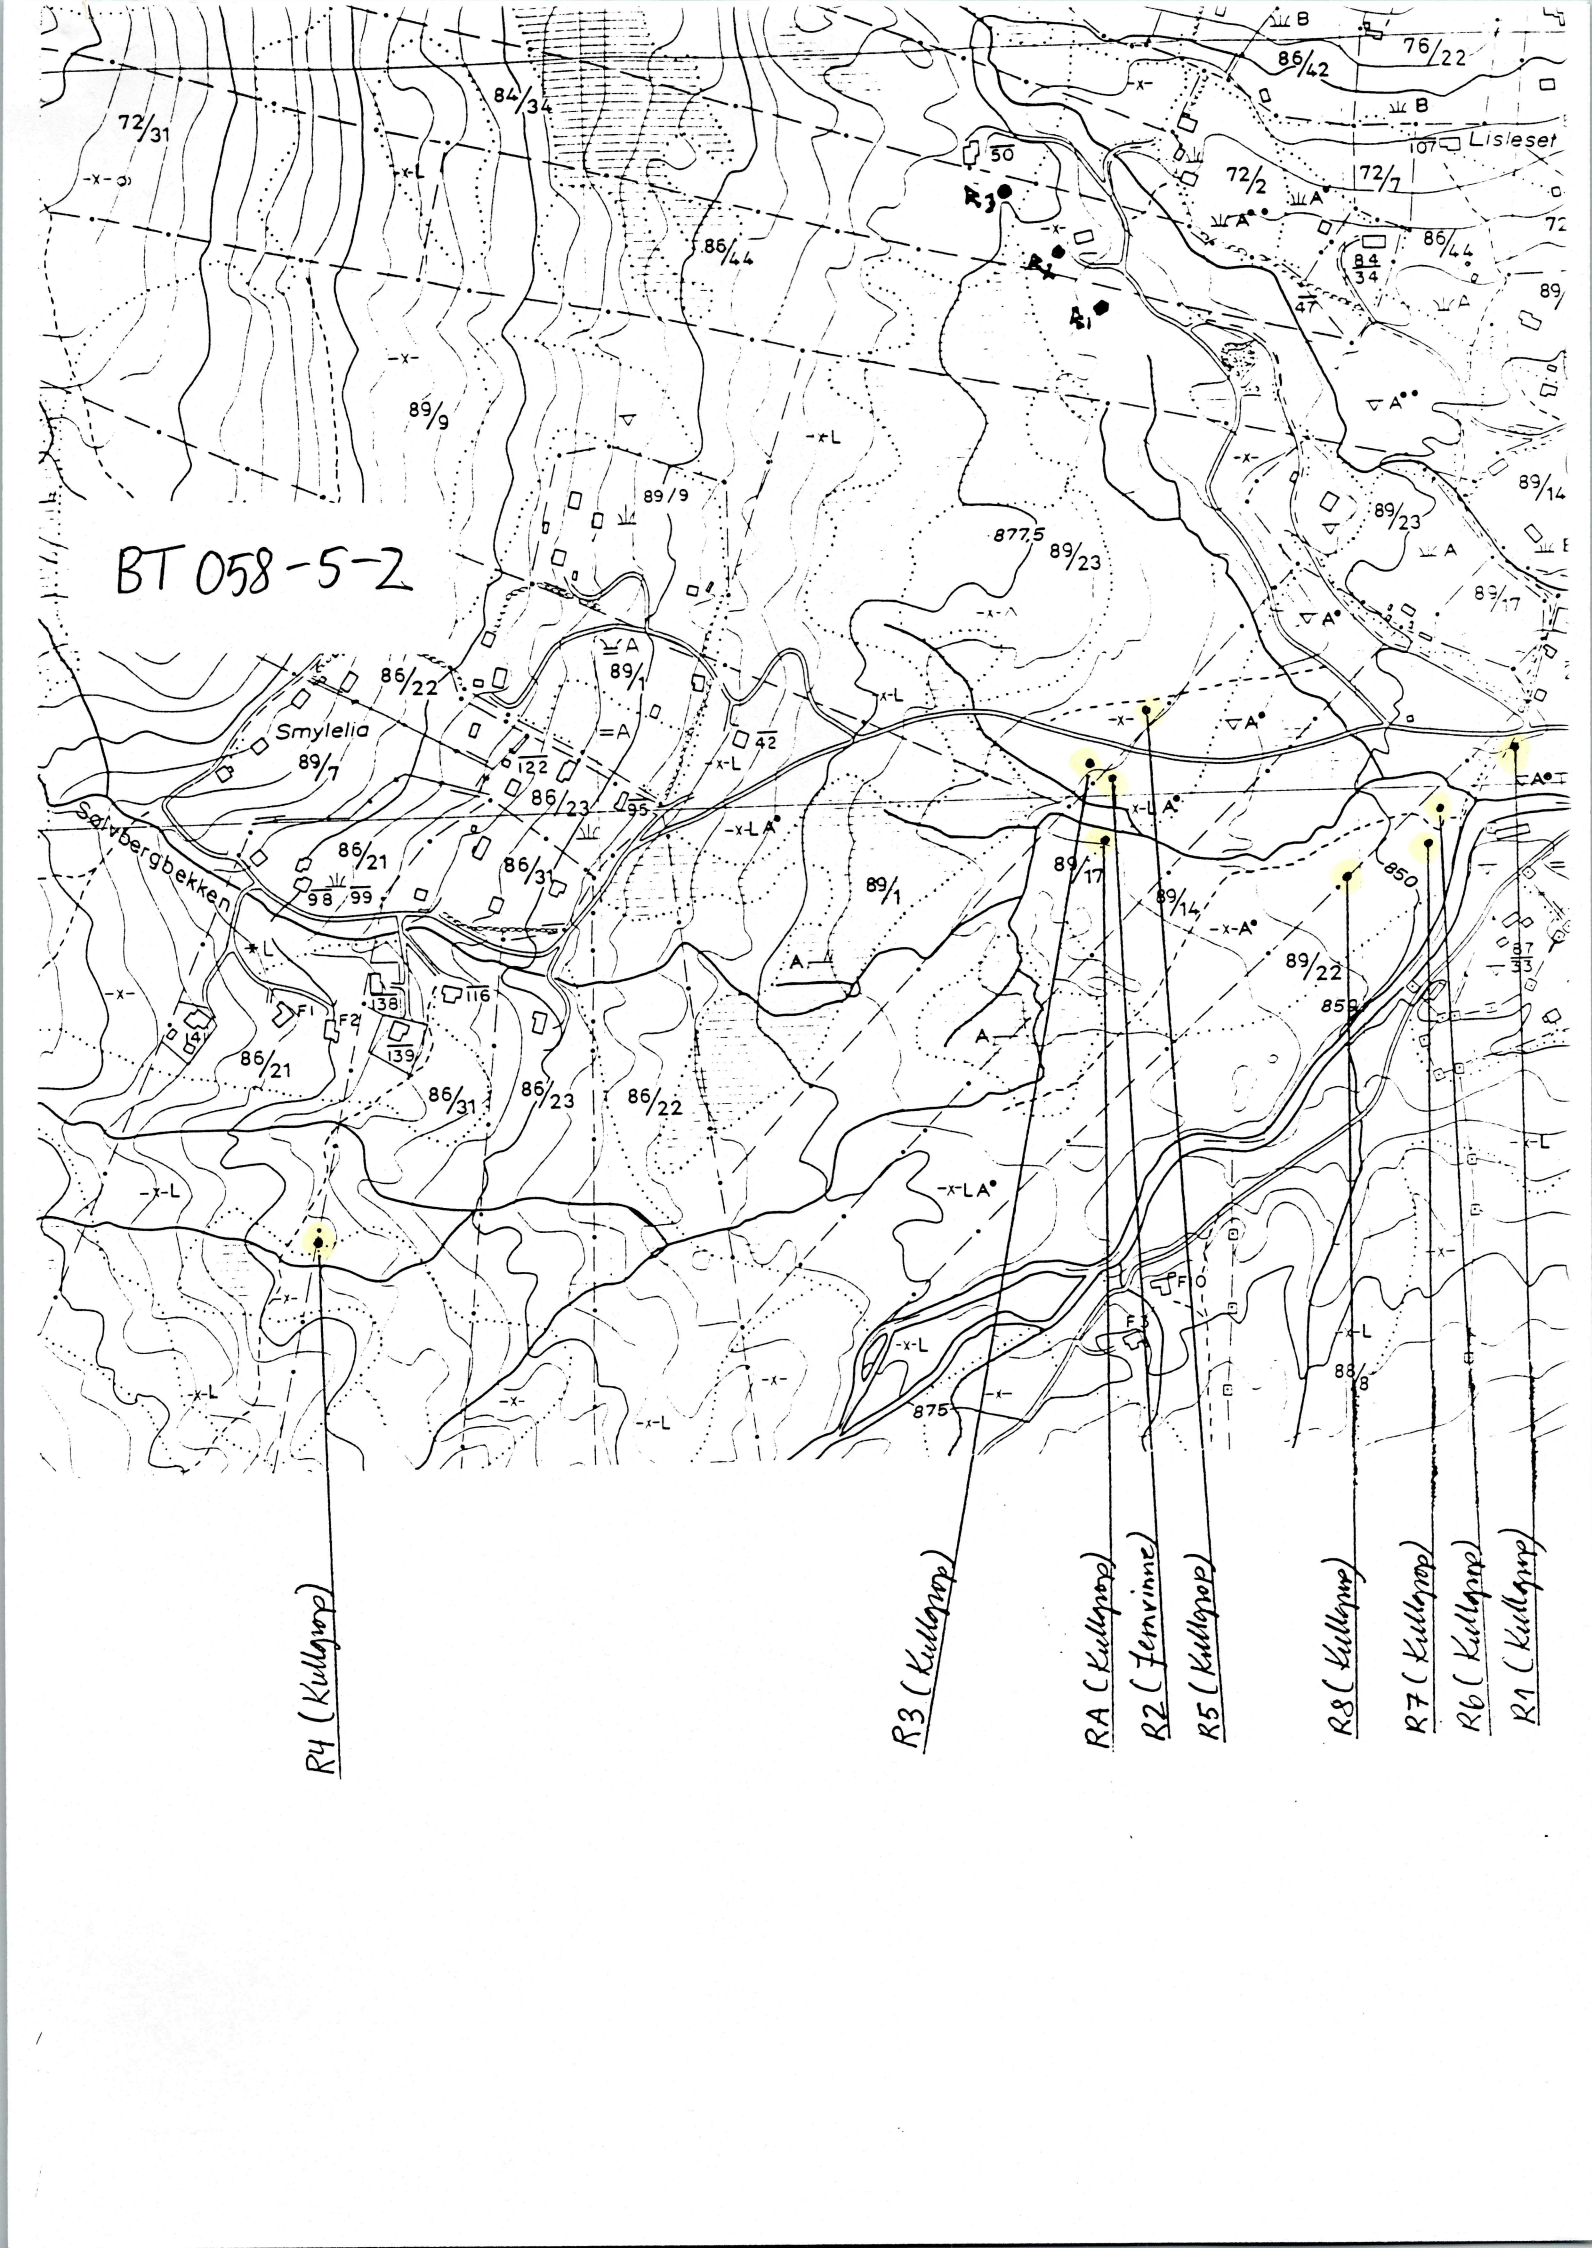 76/22
86/42
B
84/34
72/31
B
107 Lisleset
50
72/2
72/7
-x-L
R3
A
A
72
86/44
86/44
84
34
R2
47
89/
R1
A
-x-
89/9
-x-L
A
-x-
89/9
89/14
89/23
877.5
89/23
A
BT 058-5-2
89/17
A
A
89/1
86/22
x-L
Smylelia
=A
42
-x-
A
89/7
122
-x-L
86/23
95
-x-L A
x-L A
Sølvbergbekken
86/21
86/31
89/17
850
98 99
89/1
89/14
-x-A
L
A
89/22
87
33
-x-
138
116
F1
F2
850
141
139
A
86/21
86/31
86/23
86/22
-x-L
-x-L
-x-L A
-x-
-x-
F10
F3
-x-L
-x-L
-x-
88/8
-x-L
-x-
-x-
875
-x-L
R4 (Kullgrop)
R3 (Kullgrop)
RA (Kullgrop)
R2 (Jernvinne)
R5 (Kullgrop)
R8 (Kullgrop)
R7 (Kullgrop)
R6 (Kullgrop)
R1 (Kullgrop)